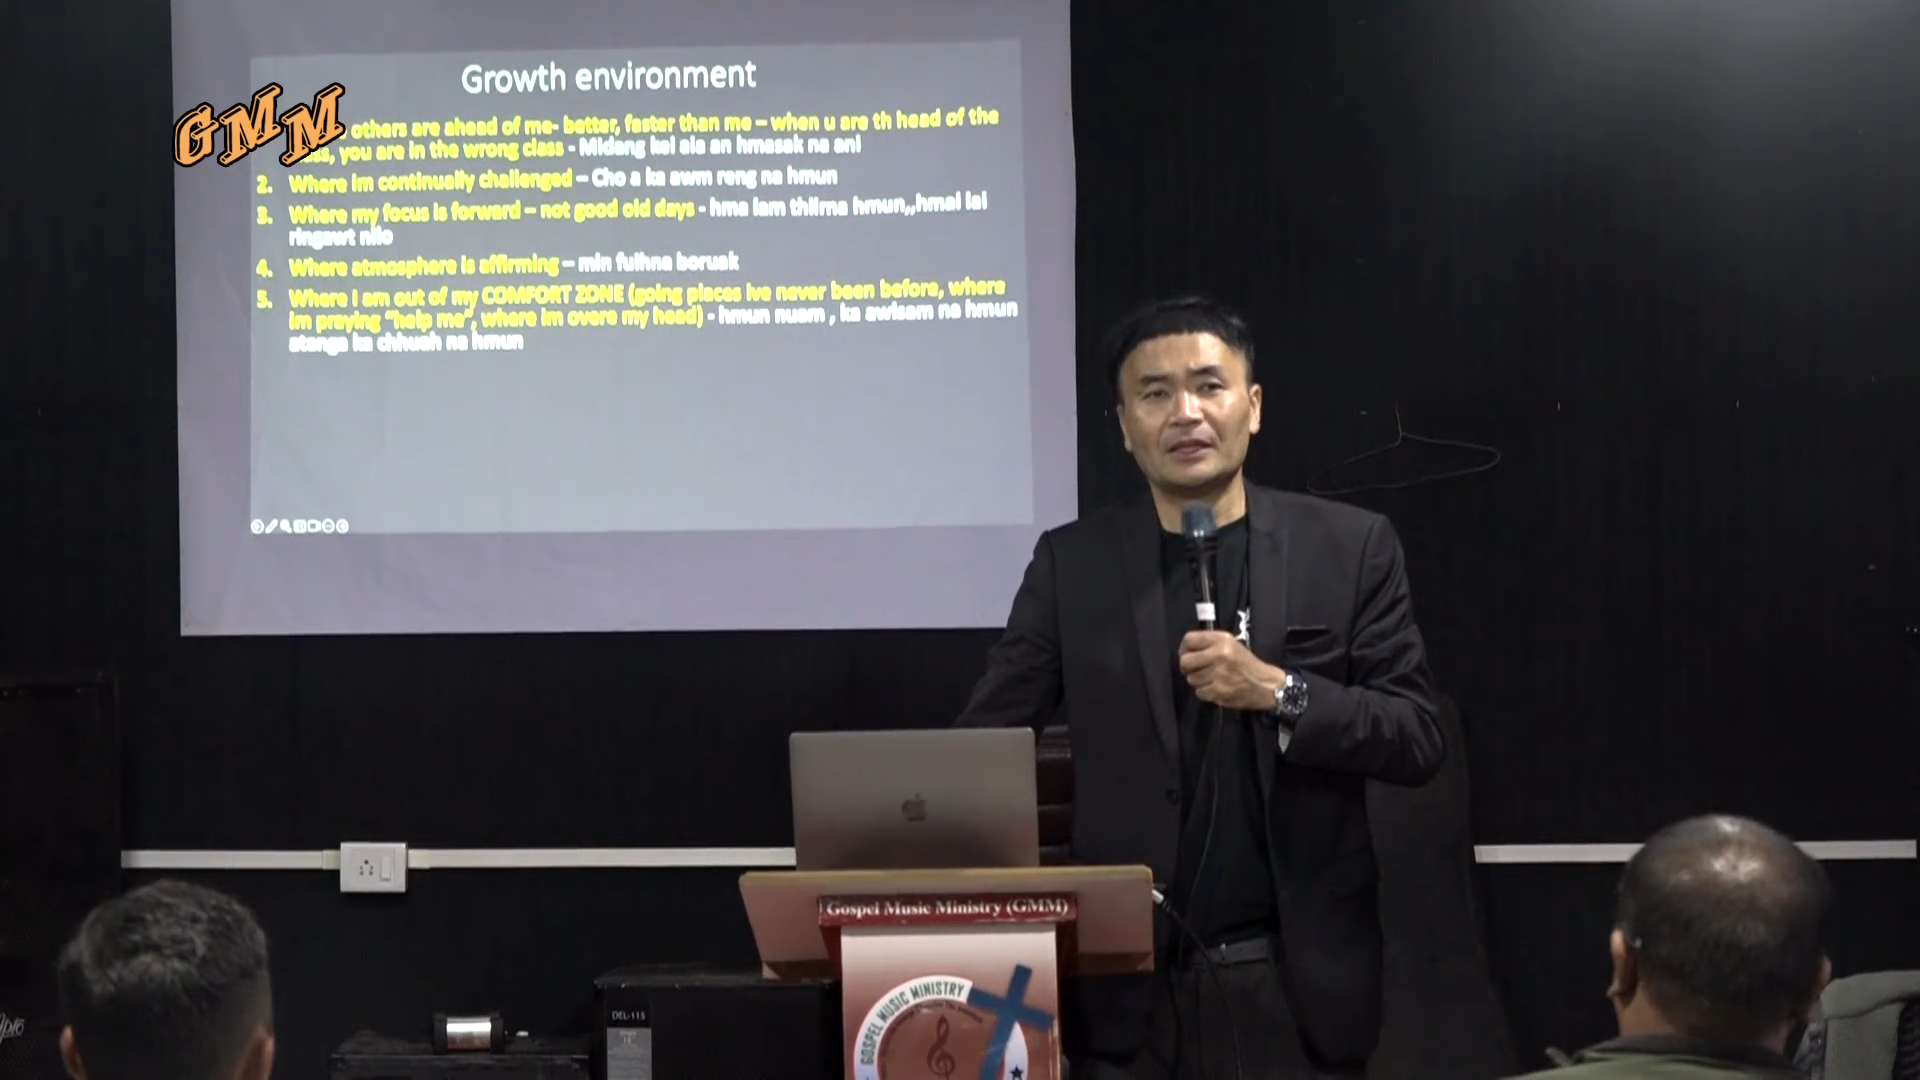 Growth environment
GMM
others are ahead of me- better, faster than me – when u are th head of the
you are in the wrong class - Midang kei aia an hmasak na ani
2. Where im continually challenged – Cho a ka awm reng na hmun
3. Where my focus is forward – not good old days - hma lam thlirna hmun,,hmai lai
ringawt nilo
4. Where atmosphere is affirming – min fuihna boruak
5. Where I am out of my COMFORT ZONE (going places ive never been before, where
im praying "help me", where im overe my head) - hmun nuam , ka awlsam na hmun
atanga ka chhuah na hmun
Gospel Music Ministry (GMM)
GOSPEL MUSIC MINISTRY
DEL-115